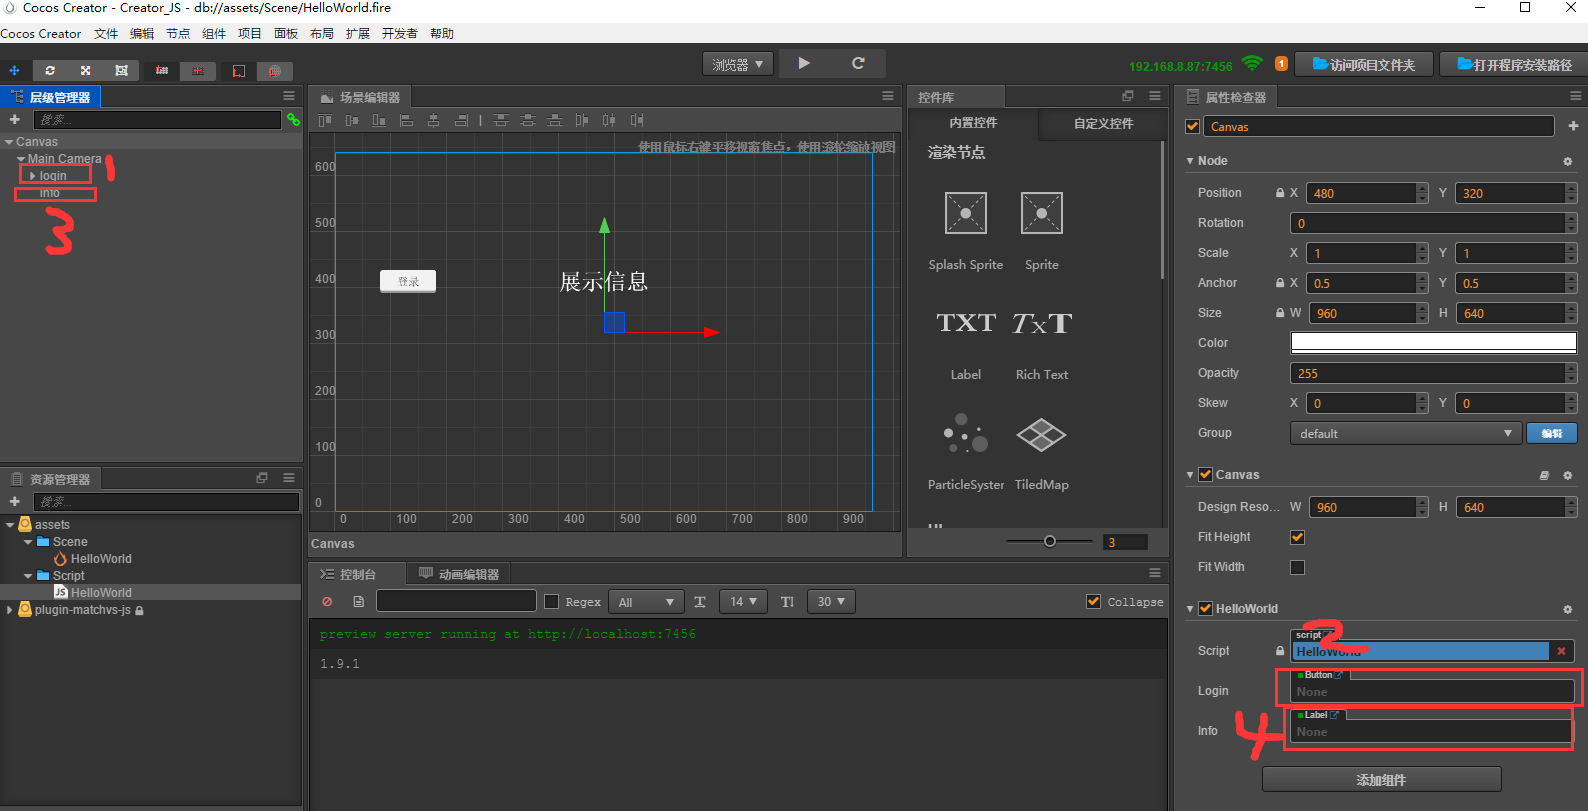 Cocos Creator - Creator_JS - db://assets/Scene/HelloWorld.fire
Cocos Creator 文件 编辑 节点 组件 项目 面板 布局 扩展 开发者 帮助
浏览器
192.168.8.87:7456 1 访问项目文件夹 打开程序安装路径
层级管理器
搜索...
Canvas
Main Camera
login
info
1
3
场景编辑器
使用鼠标右键平移视窗焦点，使用滚轮缩放视图
600
500
400
300
200
100
0
0 100 200 300 400 500 600 700 800 900
登录
展示信息
Canvas
控件库
内置控件 自定义控件
渲染节点
Splash Sprite Sprite
TXT TxT
Label Rich Text
ParticleSyster TiledMap
3
资源管理器
搜索...
assets
Scene
HelloWorld
Script
JS HelloWorld
plugin-matchvs-js
控制台 动画编辑器
Regex All 14 30 Collapse
preview server running at http://localhost:7456
1.9.1
属性检查器
Canvas
Node
Position X 480 Y 320
Rotation 0
Scale X 1 Y 1
Anchor X 0.5 Y 0.5
Size W 960 H 640
Color
Opacity 255
Skew X 0 Y 0
Group default 编辑
Canvas
Design Reso... W 960 H 640
Fit Height
Fit Width
HelloWorld
script
2
Script HelloWorld
Button
Login None
Label
Info None
4
添加组件